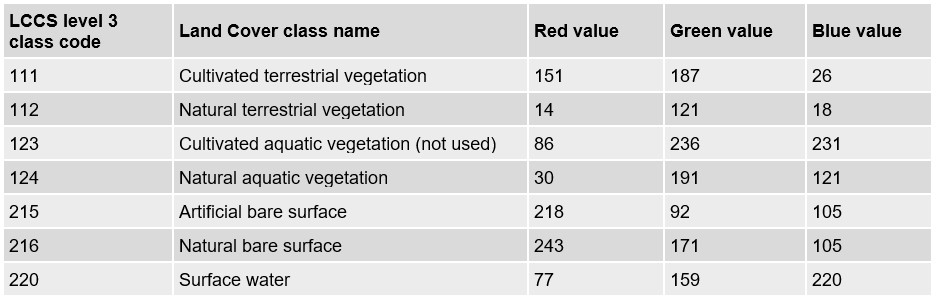 LCCS level 3 class code Land Cover class name Red value Green value Blue value
111 Cultivated terrestrial vegetation 151 187 26
112 Natural terrestrial vegetation 14 121 18
123 Cultivated aquatic vegetation (not used) 86 236 231
124 Natural aquatic vegetation 30 191 121
215 Artificial bare surface 218 92 105
216 Natural bare surface 243 171 105
220 Surface water 77 159 220